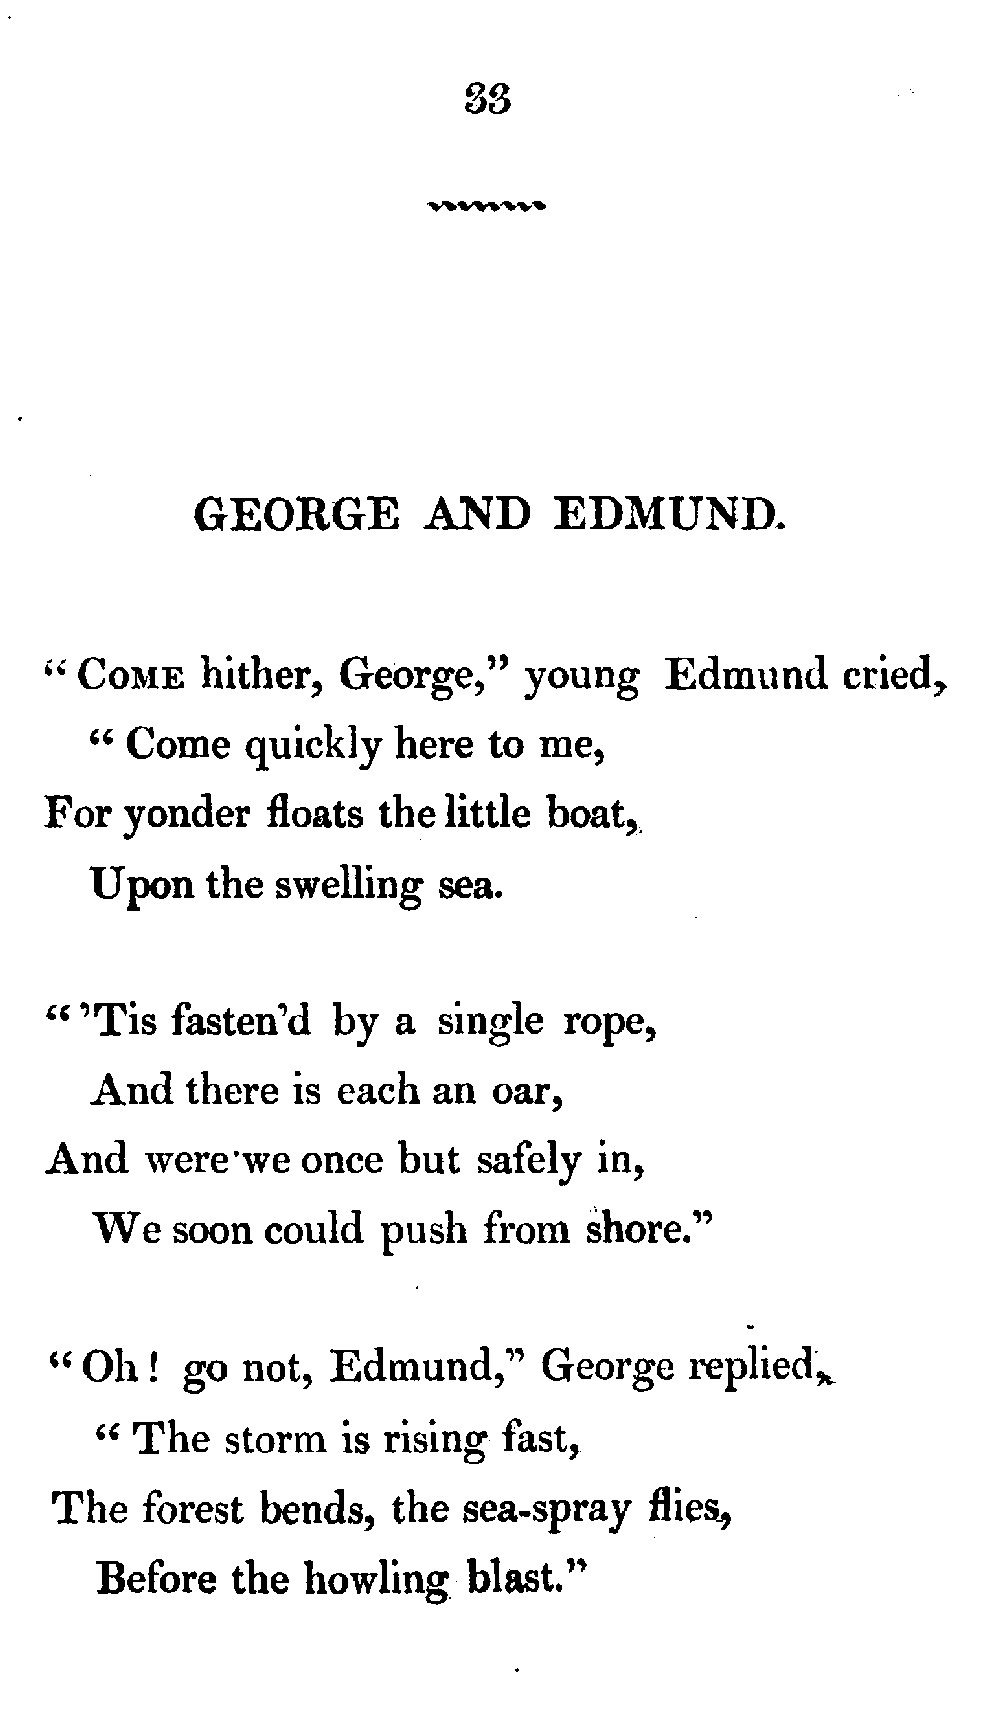 33
GEORGE AND EDMUND.
“ COME hither, George,” young Edmund cried,
“ Come quickly here to me,
For yonder floats the little boat,
Upon the swelling sea.
“ ’Tis fasten’d by a single rope,
And there is each an oar,
And were we once but safely in,
We soon could push from shore.”
“ Oh ! go not, Edmund,” George replied,
“ The storm is rising fast,
The forest bends, the sea-spray flies,
Before the howling blast.”